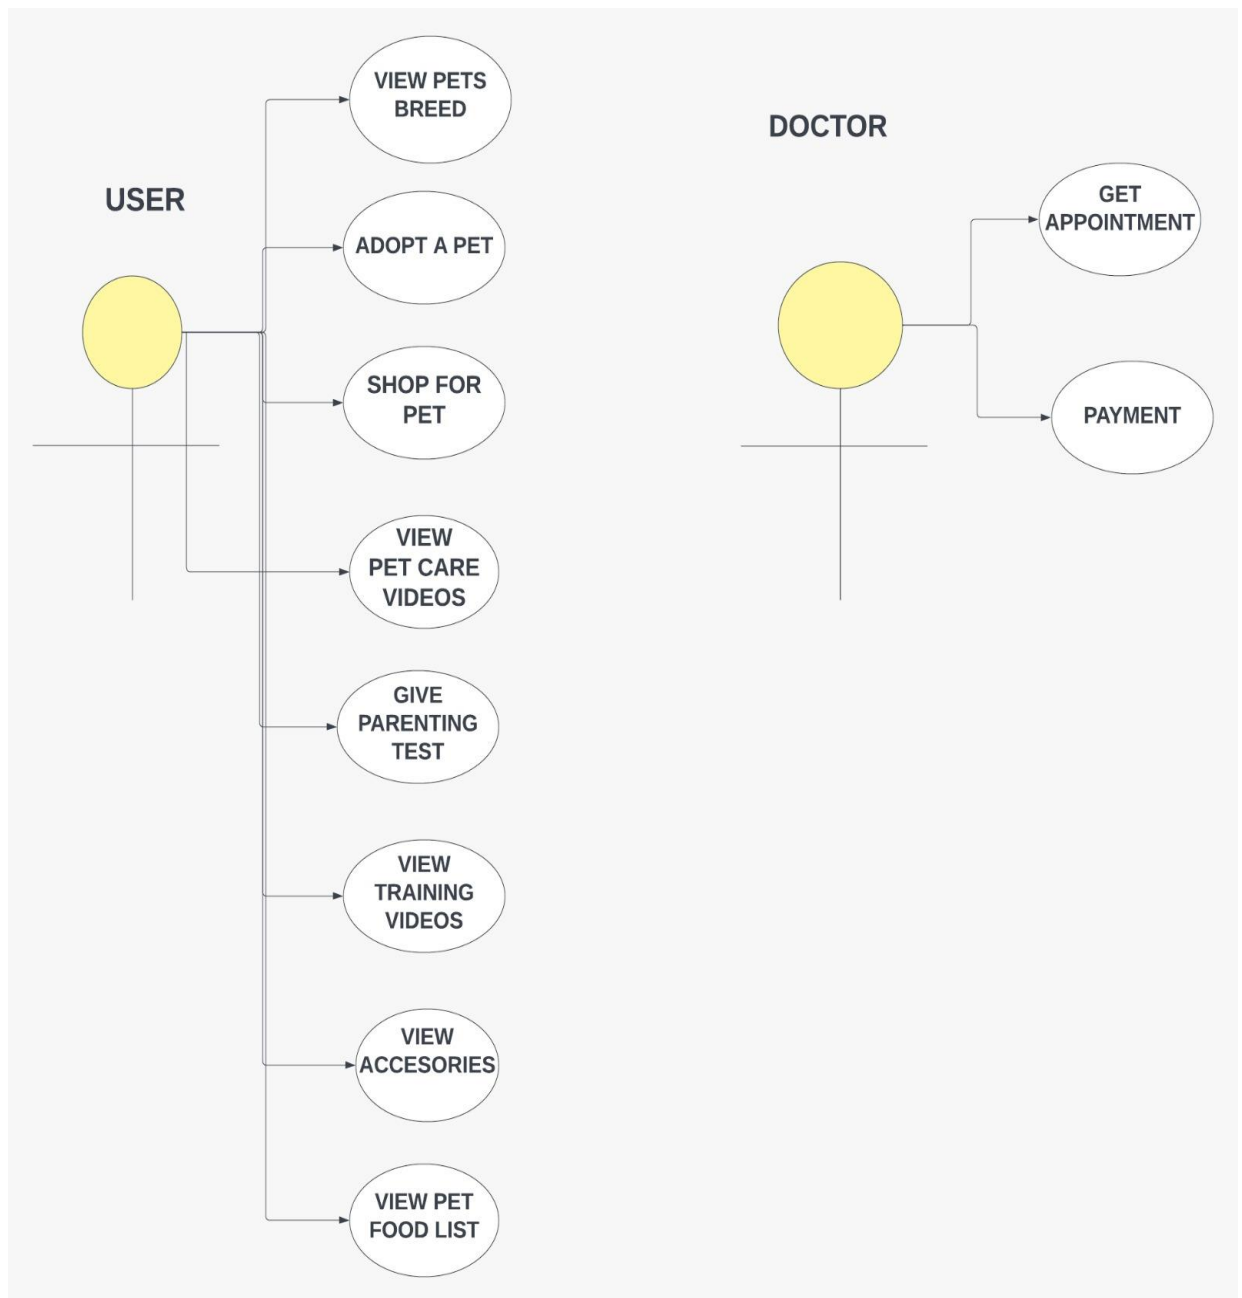 VIEW PETS
BREED
DOCTOR
USER
GET
APPOINTMENT
ADOPT A PET
SHOP FOR
PET
PAYMENT
VIEW
PET CARE
VIDEOS
GIVE
PARENTING
TEST
VIEW
TRAINING
VIDEOS
VIEW
ACCESORIES
VIEW PET
FOOD LIST